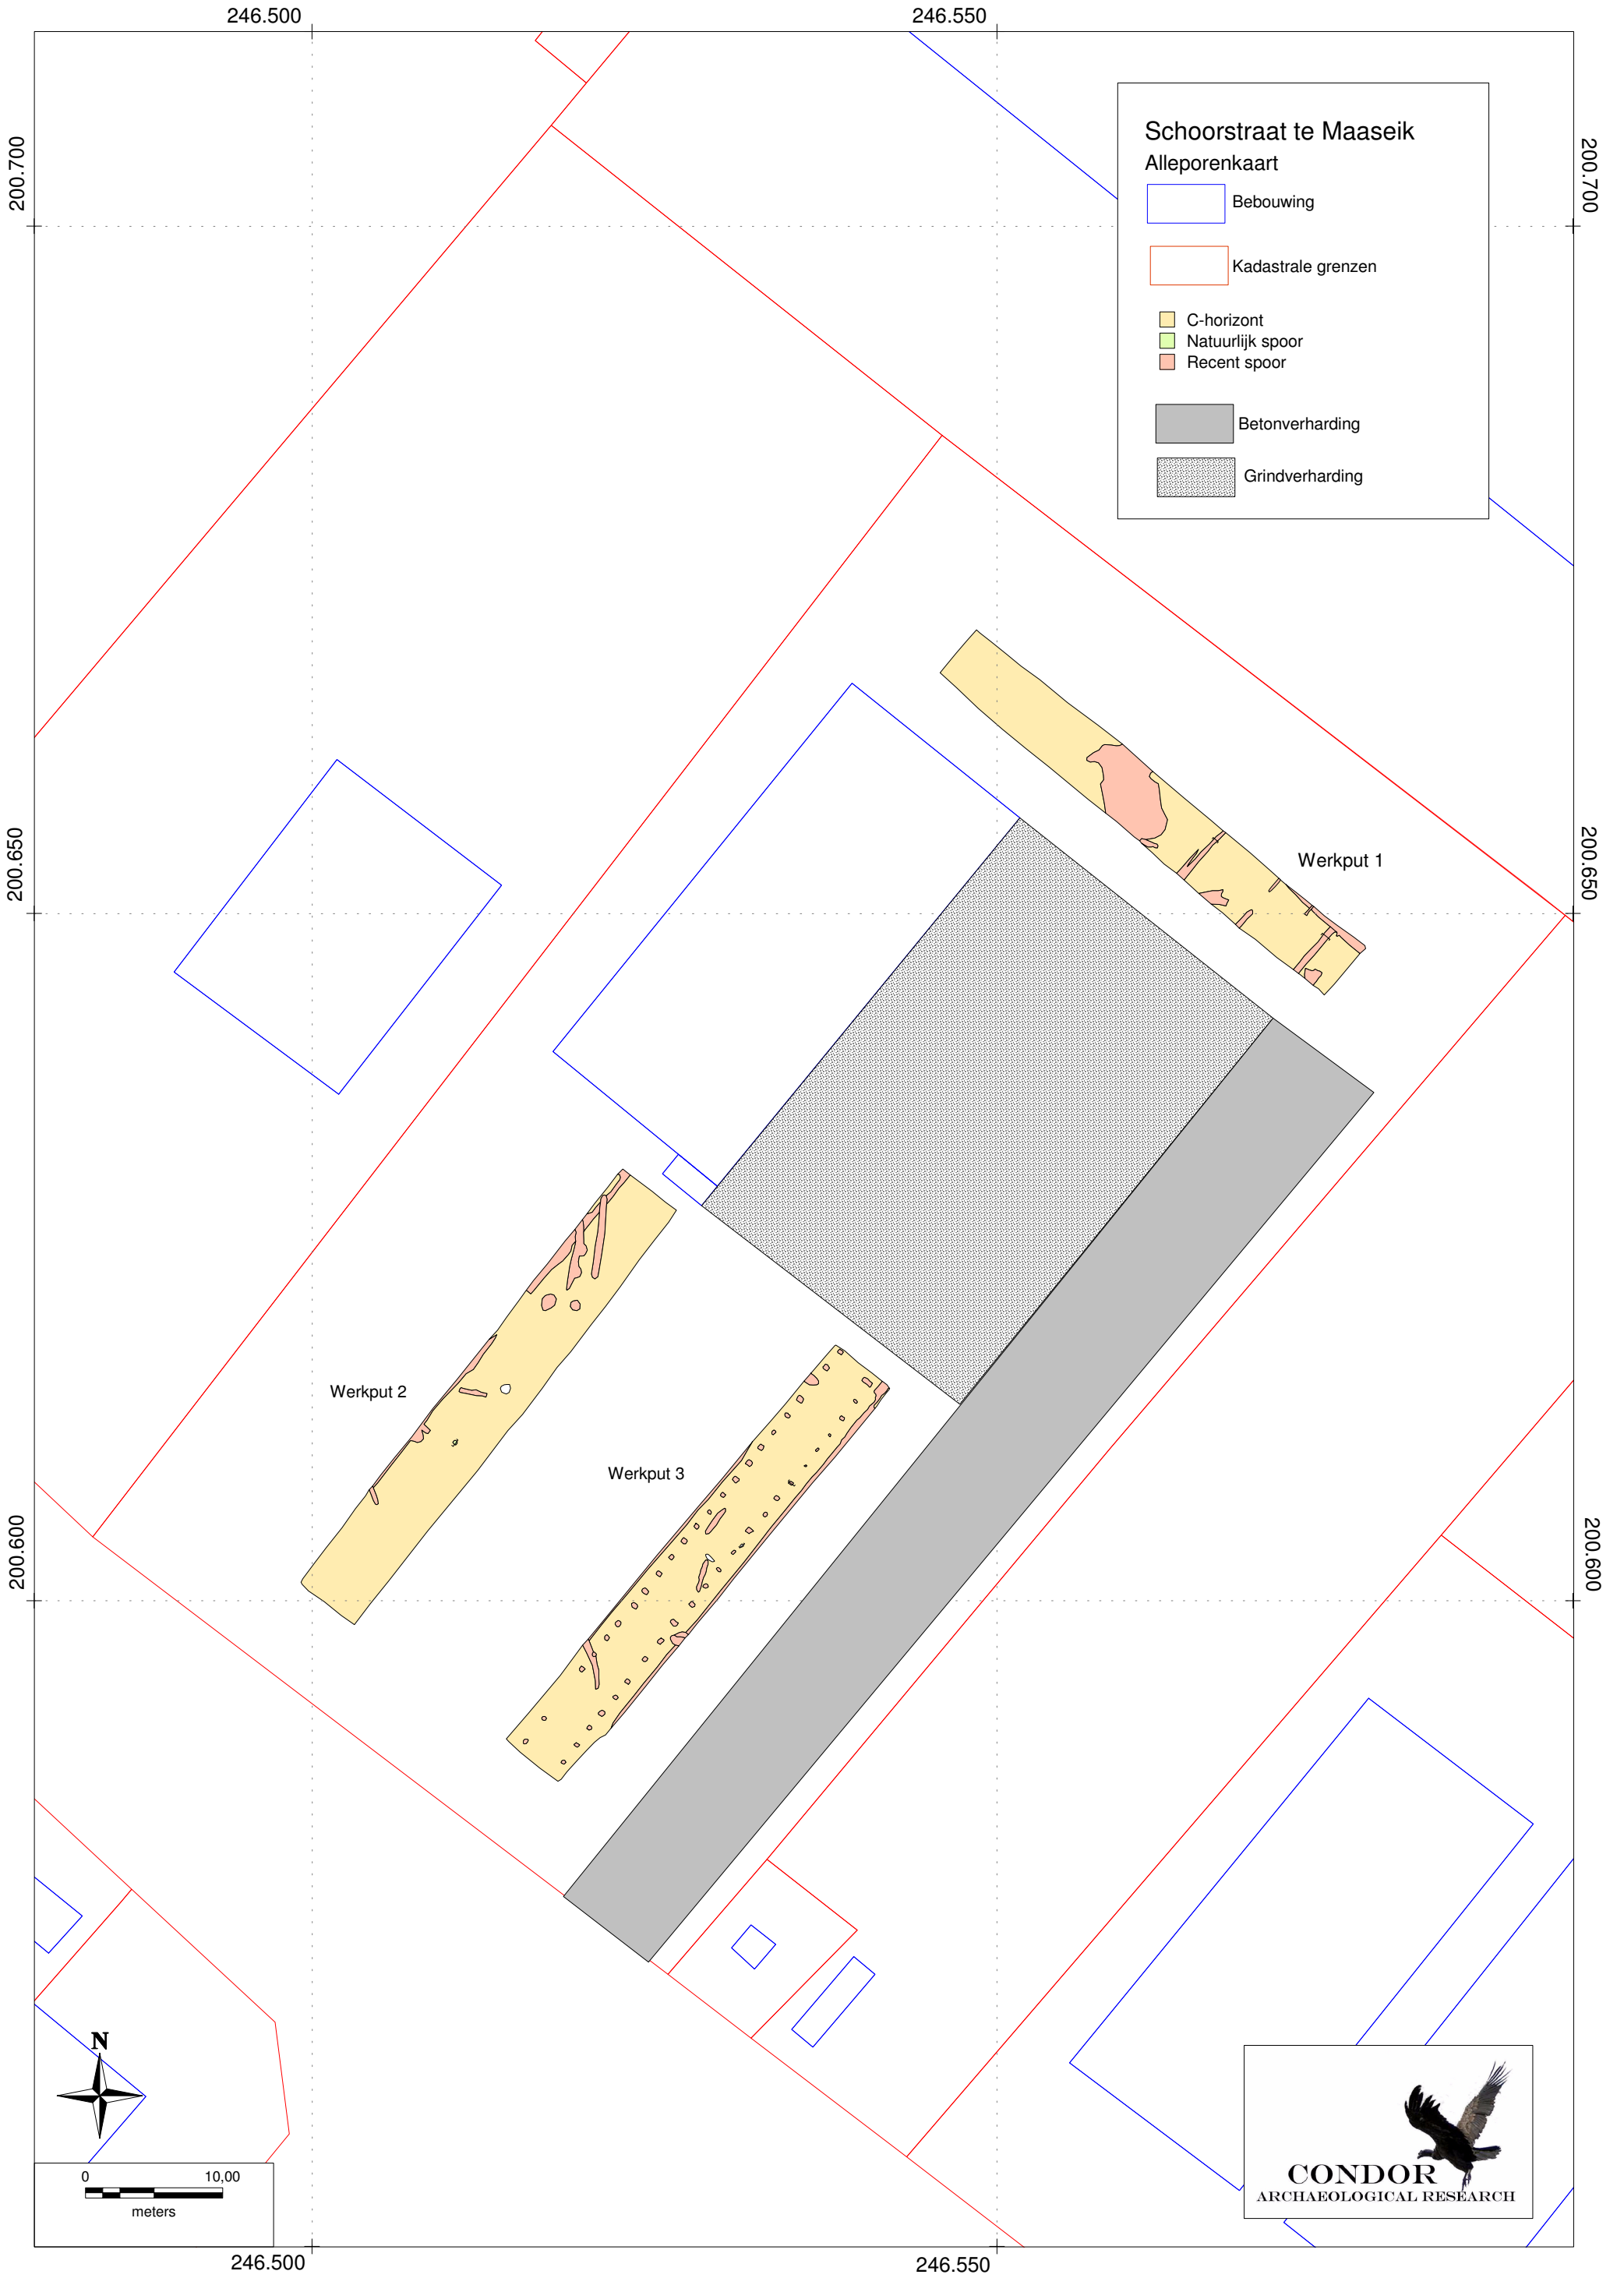 246.500
246.550
200.700
200.700
Schoorstraat te Maaseik
Alleporenkaart
Bebouwing
Kadastrale grenzen
C-horizont
Natuurlijk spoor
Recent spoor
Betonverharding
Grindverharding
Werkput 1
200.650
200.650
Werkput 2
Werkput 3
200.600
200.600
N
0 10,00
meters
CONDOR
ARCHAEOLOGICAL RESEARCH
246.500
246.550